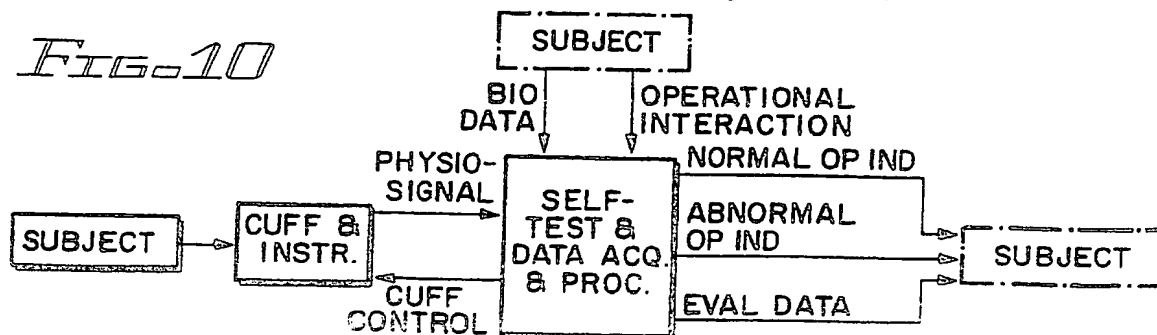 FIG-10
SUBJECT
BIO
DATA
OPERATIONAL
INTERACTION
PHYSIO-
SIGNAL
NORMAL OP IND
SUBJECT
CUFF &
INSTR.
SELF-
TEST &
DATA ACQ.
& PROC.
ABNORMAL
OP IND
SUBJECT
CUFF
CONTROL
EVAL DATA